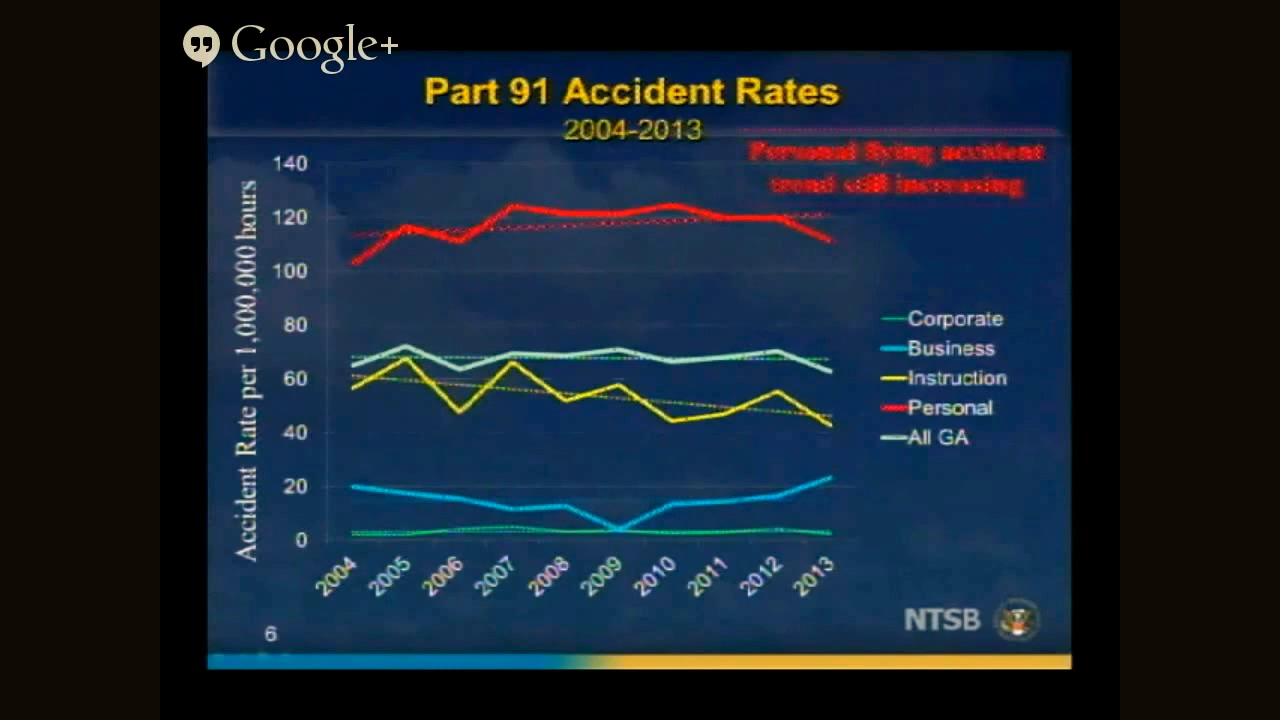 Google+
Part 91 Accident Rates
2004-2013
Personal flying accident
trend still increasing
Accident Rate per 1,000,000 hours
140
120
100
80
60
40
20
0
2004
2005
2006
2007
2008
2009
2010
2011
2012
2013
Corporate
Business
Instruction
Personal
All GA
NTSB
6